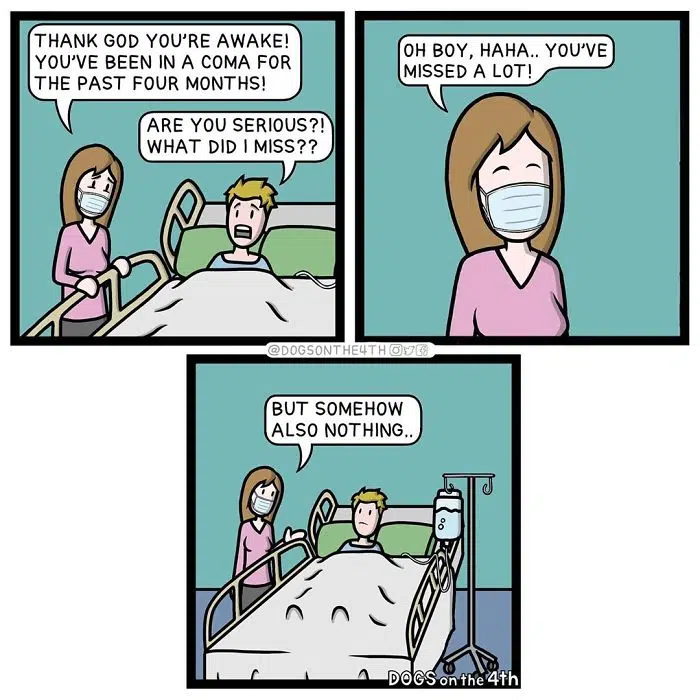 THANK GOD YOU'RE AWAKE!
YOU'VE BEEN IN A COMA FOR
THE PAST FOUR MONTHS!
ARE YOU SERIOUS?!
WHAT DID I MISS??
OH BOY, HAHA.. YOU'VE
MISSED A LOT!
@DOGSONTHE4TH
BUT SOMEHOW
ALSO NOTHING..
DOGS on the 4th